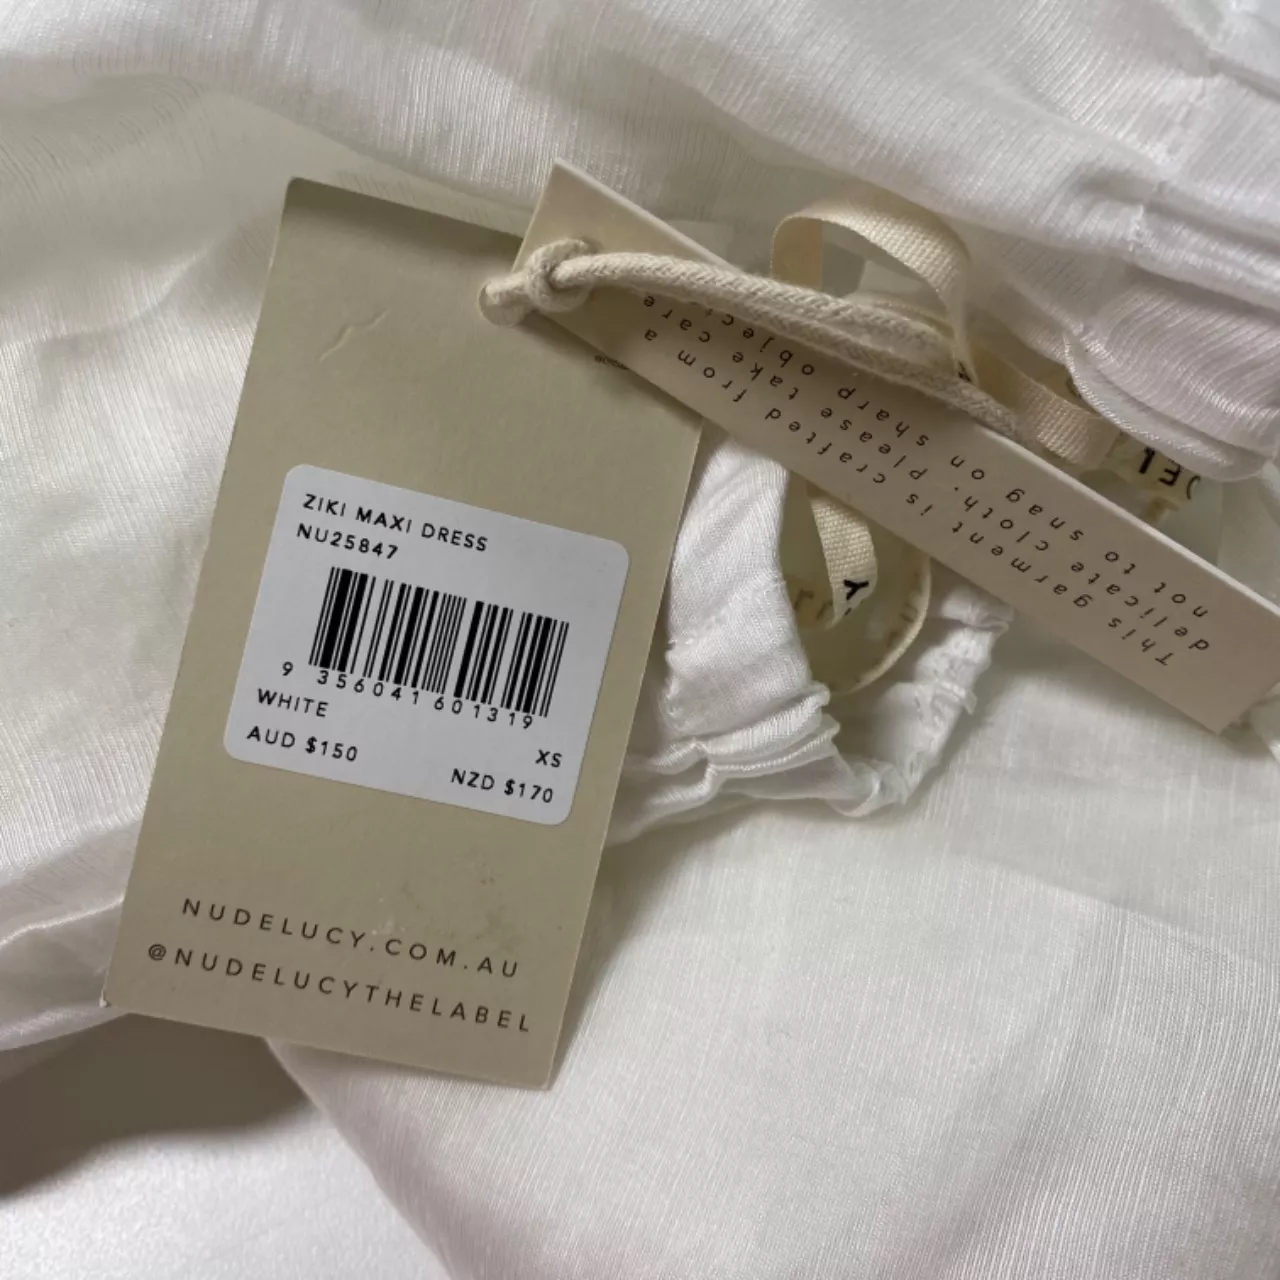 ZIKI MAXI DRESS
NU25847
9 356041 601319
WHITE
XS
AUD $150
NZD $170
NUDELUCY.COM.AU
@NUDELUCYTHELABEL
This garment is crafted from a
delicate cloth. Please take care
not to snag on sharp